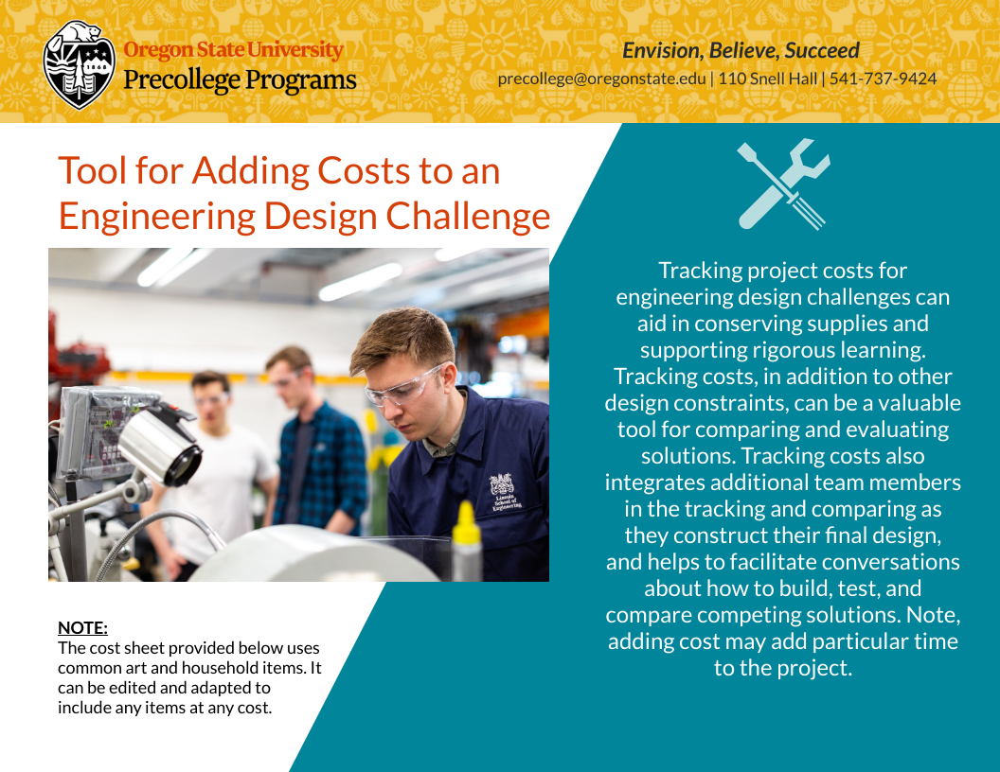 Oregon State University
Precollege Programs
1868
Envision, Believe, Succeed
precollege@oregonstate.edu | 110 Snell Hall | 541-737-9424
Tool for Adding Costs to an
Engineering Design Challenge
Lincoln
School of
Engineering
Tracking project costs for
engineering design challenges can
aid in conserving supplies and
supporting rigorous learning.
Tracking costs, in addition to other
design constraints, can be a valuable
tool for comparing and evaluating
solutions. Tracking costs also
integrates additional team members
in the tracking and comparing as
they construct their final design,
and helps to facilitate conversations
about how to build, test, and
compare competing solutions. Note,
adding cost may add particular time
to the project.
NOTE:
The cost sheet provided below uses
common art and household items. It
can be edited and adapted to
include any items at any cost.